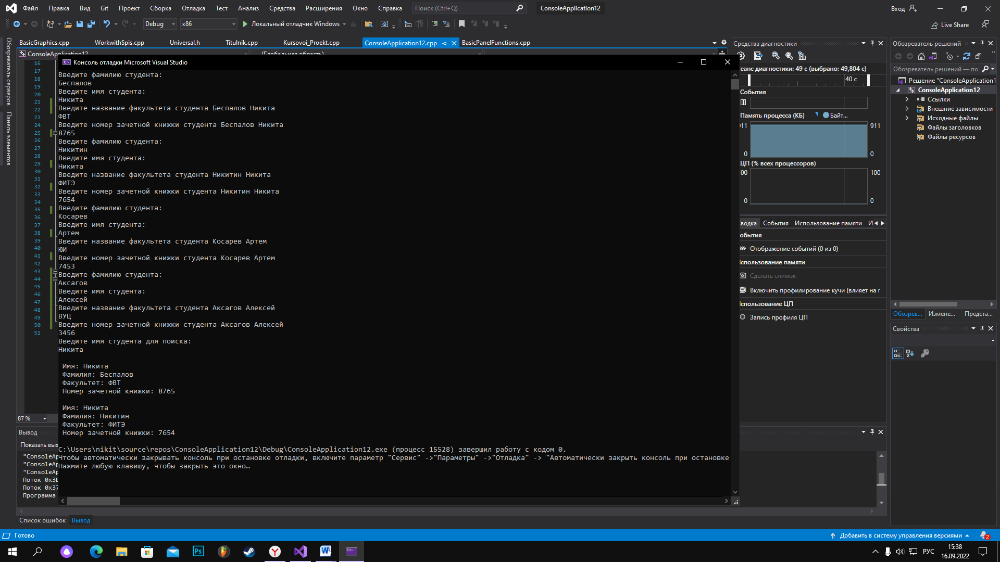 Файл Правка Вид Git Проект Сборка Отладка Тест Анализ Средства Расширения Окно Справка Поиск (Ctrl+Q) ConsoleApplication12 Вход
Debug x86 Локальный отладчик Windows Live Share
BasicGraphics.cpp WorkwithSpis.cpp Universal.h Titulnik.cpp Kursovoi_Proekt.cpp ConsoleApplication12.cpp BasicPanelFunctions.cpp
Обозреватель серверов
Панель элементов
ConsoleApplication12 (Глобальная область)
16
17
18
19
20
21
22
23
24
25
26
27
28
29
30
31
32
33
34
35
36
37
38
39
40
41
42
43
44
45
46
47
48
49
50
51
Консоль отладки Microsoft Visual Studio
Введите фамилию студента:
Беспалов
Введите имя студента:
Никита
Введите название факультета студента Беспалов Никита
ФВТ
Введите номер зачетной книжки студента Беспалов Никита
8765
Введите фамилию студента:
Никитин
Введите имя студента:
Никита
Введите название факультета студента Никитин Никита
ФИТЭ
Введите номер зачетной книжки студента Никитин Никита
7654
Введите фамилию студента:
Косарев
Введите имя студента:
Артем
Введите название факультета студента Косарев Артем
ЮИ
Введите номер зачетной книжки студента Косарев Артем
7453
Введите фамилию студента:
Аксагов
Введите имя студента:
Алексей
Введите название факультета студента Аксагов Алексей
ВУЦ
Введите номер зачетной книжки студента Аксагов Алексей
3456
Введите имя студента для поиска:
Никита
Имя: Никита
Фамилия: Беспалов
Факультет: ФВТ
Номер зачетной книжки: 8765
Имя: Никита
Фамилия: Никитин
Факультет: ФИТЭ
Номер зачетной книжки: 7654
C:\Users\nikit\source\repos\ConsoleApplication12\Debug\ConsoleApplication12.exe (процесс 15528) завершил работу с кодом 0.
Чтобы автоматически закрывать консоль при остановке отладки, включите параметр "Сервис" ->"Параметры" ->"Отладка" -> "Автоматически закрыть консоль при остановке
Нажмите любую клавишу, чтобы закрыть это окно…
Средства диагностики
еанс диагностики: 49 с (выбрано: 49,804 с)
40 с
События
Память процесса (КБ) Байт...
911 911
0 0
ЦП (% всех процессоров)
00 100
0 0
водка События Использование памяти И
обытия
Отображение событий (0 из 0)
Использование памяти
Сделать снимок
Включить профилирование кучи (влияет на п
Использование ЦП
Запись профиля ЦП
Обозреватель решений
Обозреватель решений — по
Решение "ConsoleApplication1
ConsoleApplication12
Ссылки
Внешние зависимости
Исходные файлы
Файлы заголовков
Файлы ресурсов
Обозрев... Измене... Предста...
Свойства
87 %
Вывод
Показать вых
"ConsoleAp
"ConsoleAp
"ConsoleAp
Поток 0x3b
Поток 0x37
Программа
Список ошибок Вывод
Готово Добавить в систему управления версиями 2
Ps РУС 15:38
16.09.2022